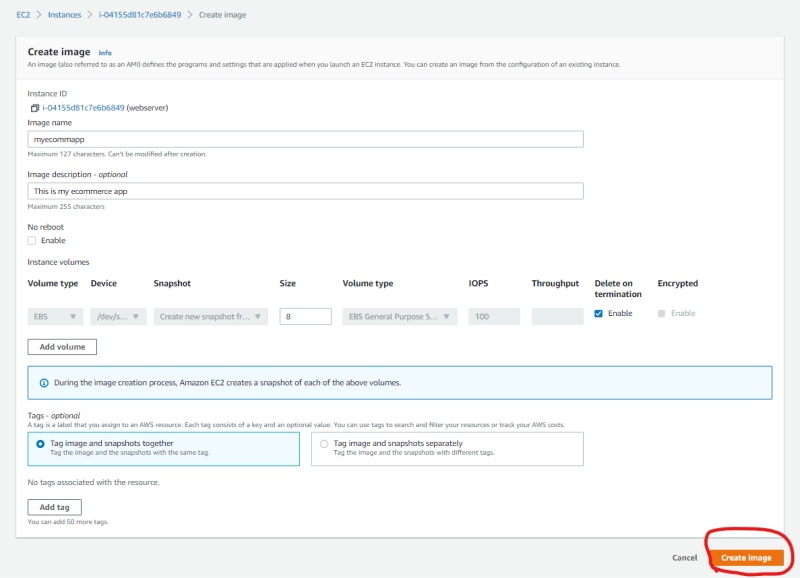 EC2 > Instances > i-04155d81c7e6b6849 > Create image
Create image Info
An image (also referred to as an AMI) defines the programs and settings that are applied when you launch an EC2 instance. You can create an image from the configuration of an existing instance.
Instance ID
i-04155d81c7e6b6849 (webserver)
Image name
myecommapp
Maximum 127 characters. Can't be modified after creation.
Image description - optional
This is my ecommerce app
Maximum 255 characters
No reboot
Enable
Instance volumes
Volume type Device Snapshot Size Volume type IOPS Throughput Delete on termination Encrypted
EBS /dev/s... Create new snapshot fr... 8 EBS General Purpose S... 100 Enable Enable
Add volume
During the image creation process, Amazon EC2 creates a snapshot of each of the above volumes.
Tags - optional
A tag is a label that you assign to an AWS resource. Each tag consists of a key and an optional value. You can use tags to search and filter your resources or track your AWS costs.
Tag image and snapshots together Tag image and snapshots separately
Tag the image and the snapshots with the same tag. Tag the image and the snapshots with different tags.
No tags associated with the resource.
Add tag
You can add 50 more tags.
Cancel Create image